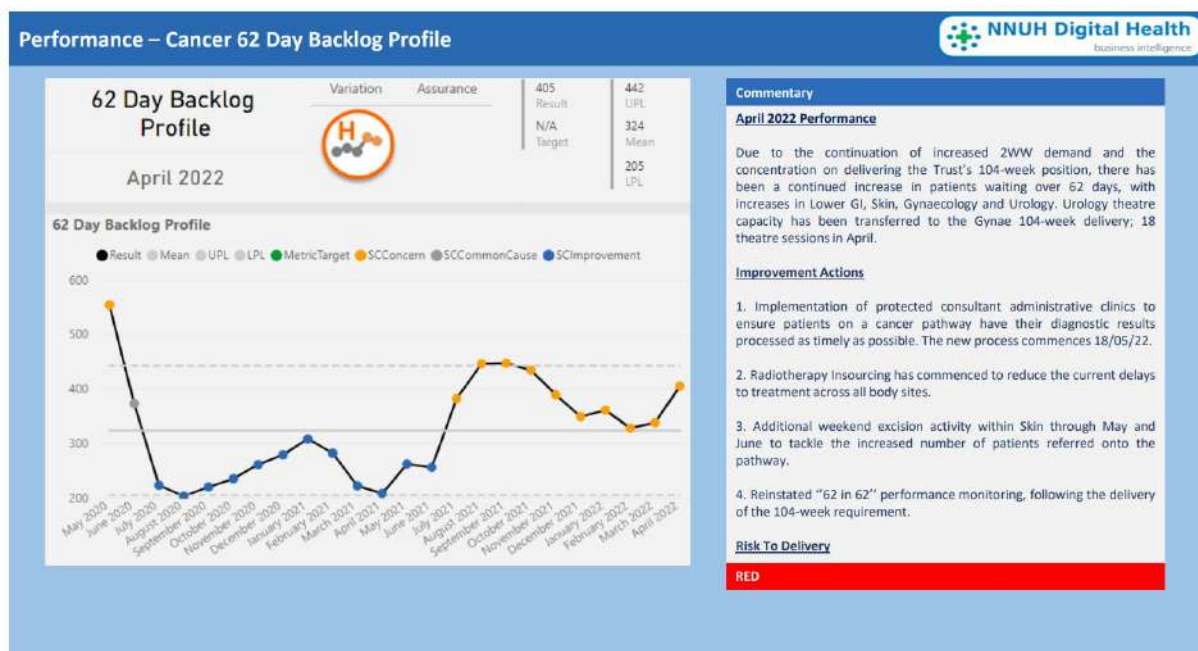 Performance – Cancer 62 Day Backlog Profile
NNUH Digital Health
business intelligence
62 Day Backlog
Profile
April 2022
Variation
Assurance
H
405
Result
N/A
Target
442
UPL
324
Mean
205
LPL
62 Day Backlog Profile
Result Mean UPL LPL MetricTarget SCConcern SCCommonCause SCImprovement
600
500
400
300
200
May 2020
June 2020
July 2020
August 2020
September 2020
October 2020
November 2020
December 2020
January 2021
February 2021
March 2021
April 2021
May 2021
June 2021
July 2021
August 2021
September 2021
October 2021
November 2021
December 2021
January 2022
February 2022
March 2022
April 2022
Commentary
April 2022 Performance
Due to the continuation of increased 2WW demand and the
concentration on delivering the Trust's 104-week position, there has
been a continued increase in patients waiting over 62 days, with
increases in Lower GI, Skin, Gynaecology and Urology. Urology theatre
capacity has been transferred to the Gynae 104-week delivery; 18
theatre sessions in April.
Improvement Actions
1. Implementation of protected consultant administrative clinics to
ensure patients on a cancer pathway have their diagnostic results
processed as timely as possible. The new process commences 18/05/22.
2. Radiotherapy Insourcing has commenced to reduce the current delays
to treatment across all body sites.
3. Additional weekend excision activity within Skin through May and
June to tackle the increased number of patients referred onto the
pathway.
4. Reinstated "62 in 62" performance monitoring, following the delivery
of the 104-week requirement.
Risk To Delivery
RED